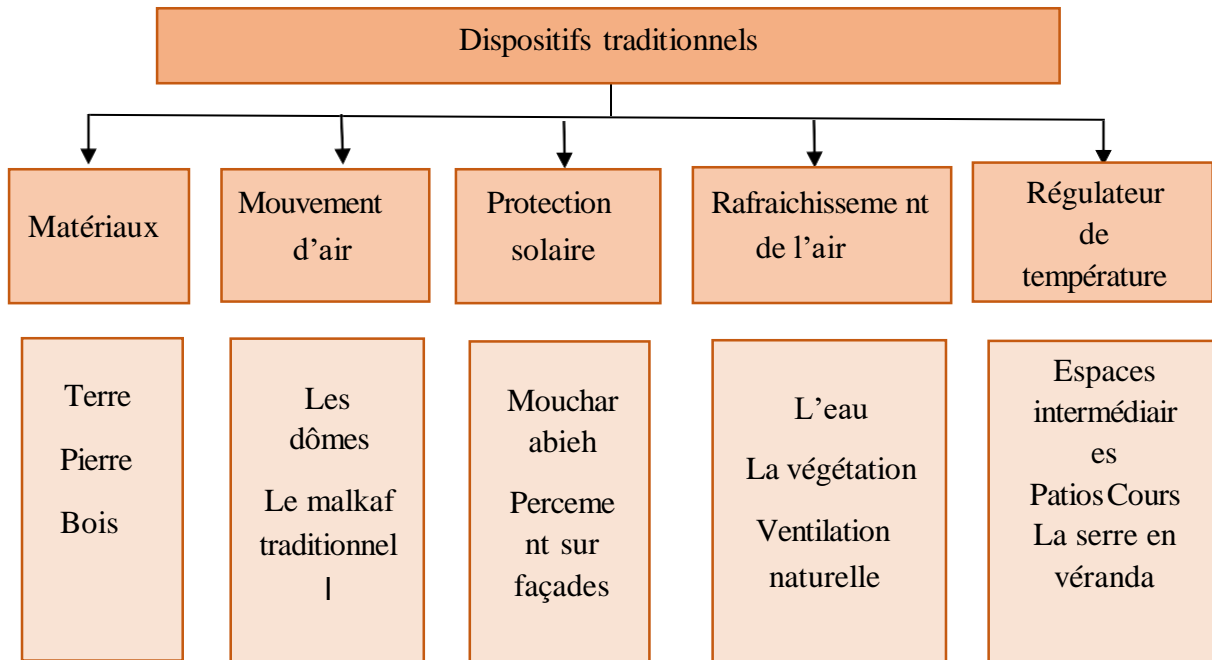 Dispositifs traditionnels
Matériaux
Mouvement
d’air
Protection
solaire
Rafraichisseme nt
de l’air
Régulateur
de
température
Terre
Pierre
Bois
Les
dômes
Le malkaf
traditionnel
l
Mouchar
abieh
Perceme
nt sur
façades
L’eau
La végétation
Ventilation
naturelle
Espaces
intermédiair
es
Patios Cours
La serre en
véranda